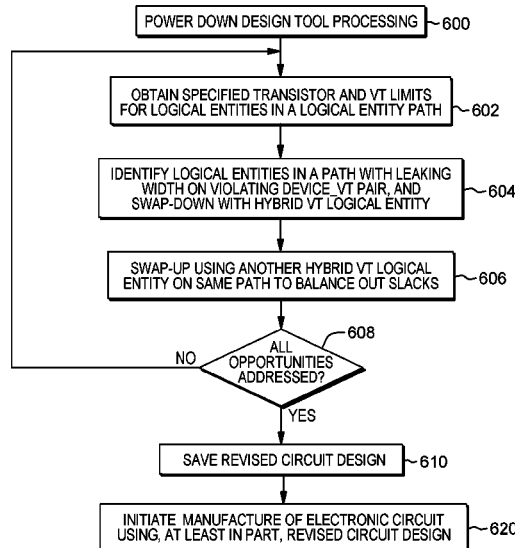 POWER DOWN DESIGN TOOL PROCESSING
600
OBTAIN SPECIFIED TRANSISTOR AND VT LIMITS
FOR LOGICAL ENTITIES IN A LOGICAL ENTITY PATH
602
IDENTIFY LOGICAL ENTITIES IN A PATH WITH LEAKING
WIDTH ON VIOLATING DEVICE_VT PAIR, AND
SWAP-DOWN WITH HYBRID VT LOGICAL ENTITY
604
SWAP-UP USING ANOTHER HYBRID VT LOGICAL
ENTITY ON SAME PATH TO BALANCE OUT SLACKS
606
608
NO
ALL
OPPORTUNITIES
ADDRESSED?
YES
SAVE REVISED CIRCUIT DESIGN
610
INITIATE MANUFACTURE OF ELECTRONIC CIRCUIT
USING, AT LEAST IN PART, REVISED CIRCUIT DESIGN
620